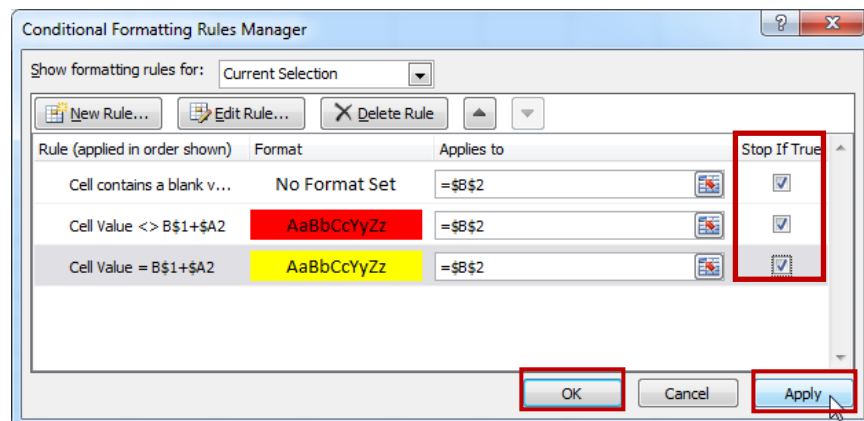 Conditional Formatting Rules Manager
Show formatting rules for: Current Selection
New Rule... Edit Rule... Delete Rule
Rule (applied in order shown) Format Applies to Stop If True
Cell contains a blank v... No Format Set =$B$2
Cell Value <> B$1+$A2 AaBbCcYyZz =$B$2
Cell Value = B$1+$A2 AaBbCcYyZz =$B$2
OK Cancel Apply